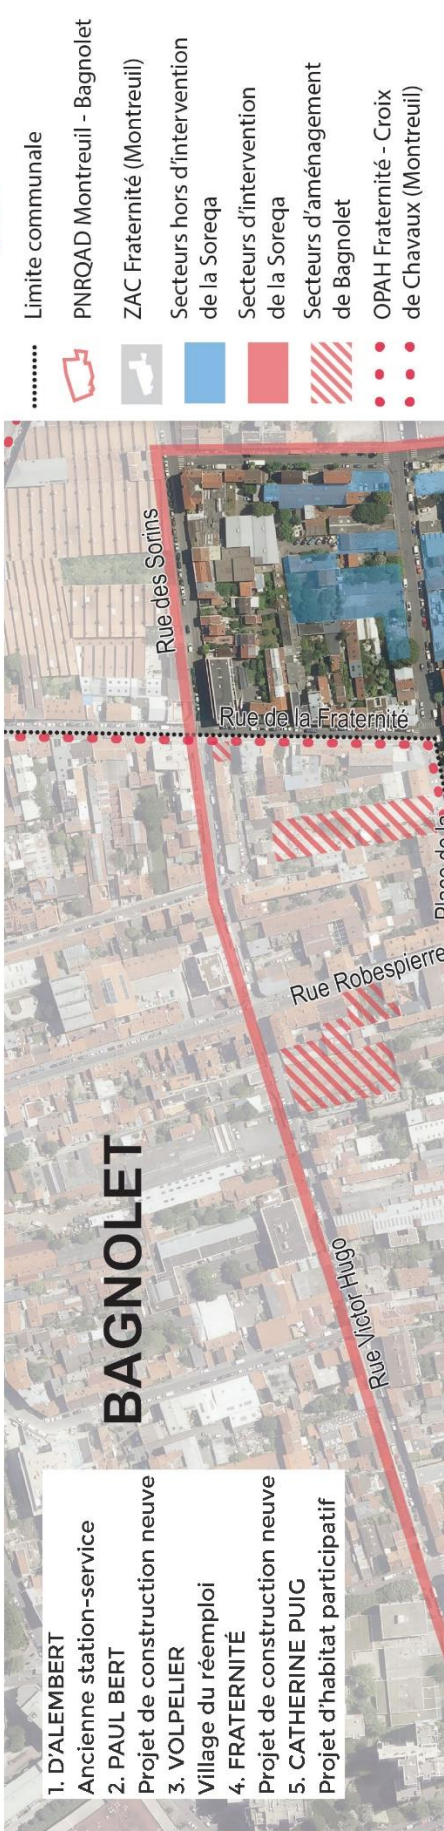 1. D'ALEMBERT
Ancienne station-service
2. PAUL BERT
Projet de construction neuve
3. VOLPELIER
Village du réemploi
4. FRATERNITÉ
Projet de construction neuve
5. CATHERINE PUIG
Projet d'habitat participatif
BAGNOLET
Rue Victor Hugo
Rue Robespierre
Place de la
Rue de la Fraternité
Rue des Sorins
Limite communale
PNRQAD Montreuil - Bagnolet
ZAC Fraternité (Montreuil)
Secteurs hors d'intervention
de la Soreqa
Secteurs d'intervention
de la Soreqa
Secteurs d'aménagement
de Bagnolet
OPAH Fraternité - Croix
de Chavaux (Montreuil)